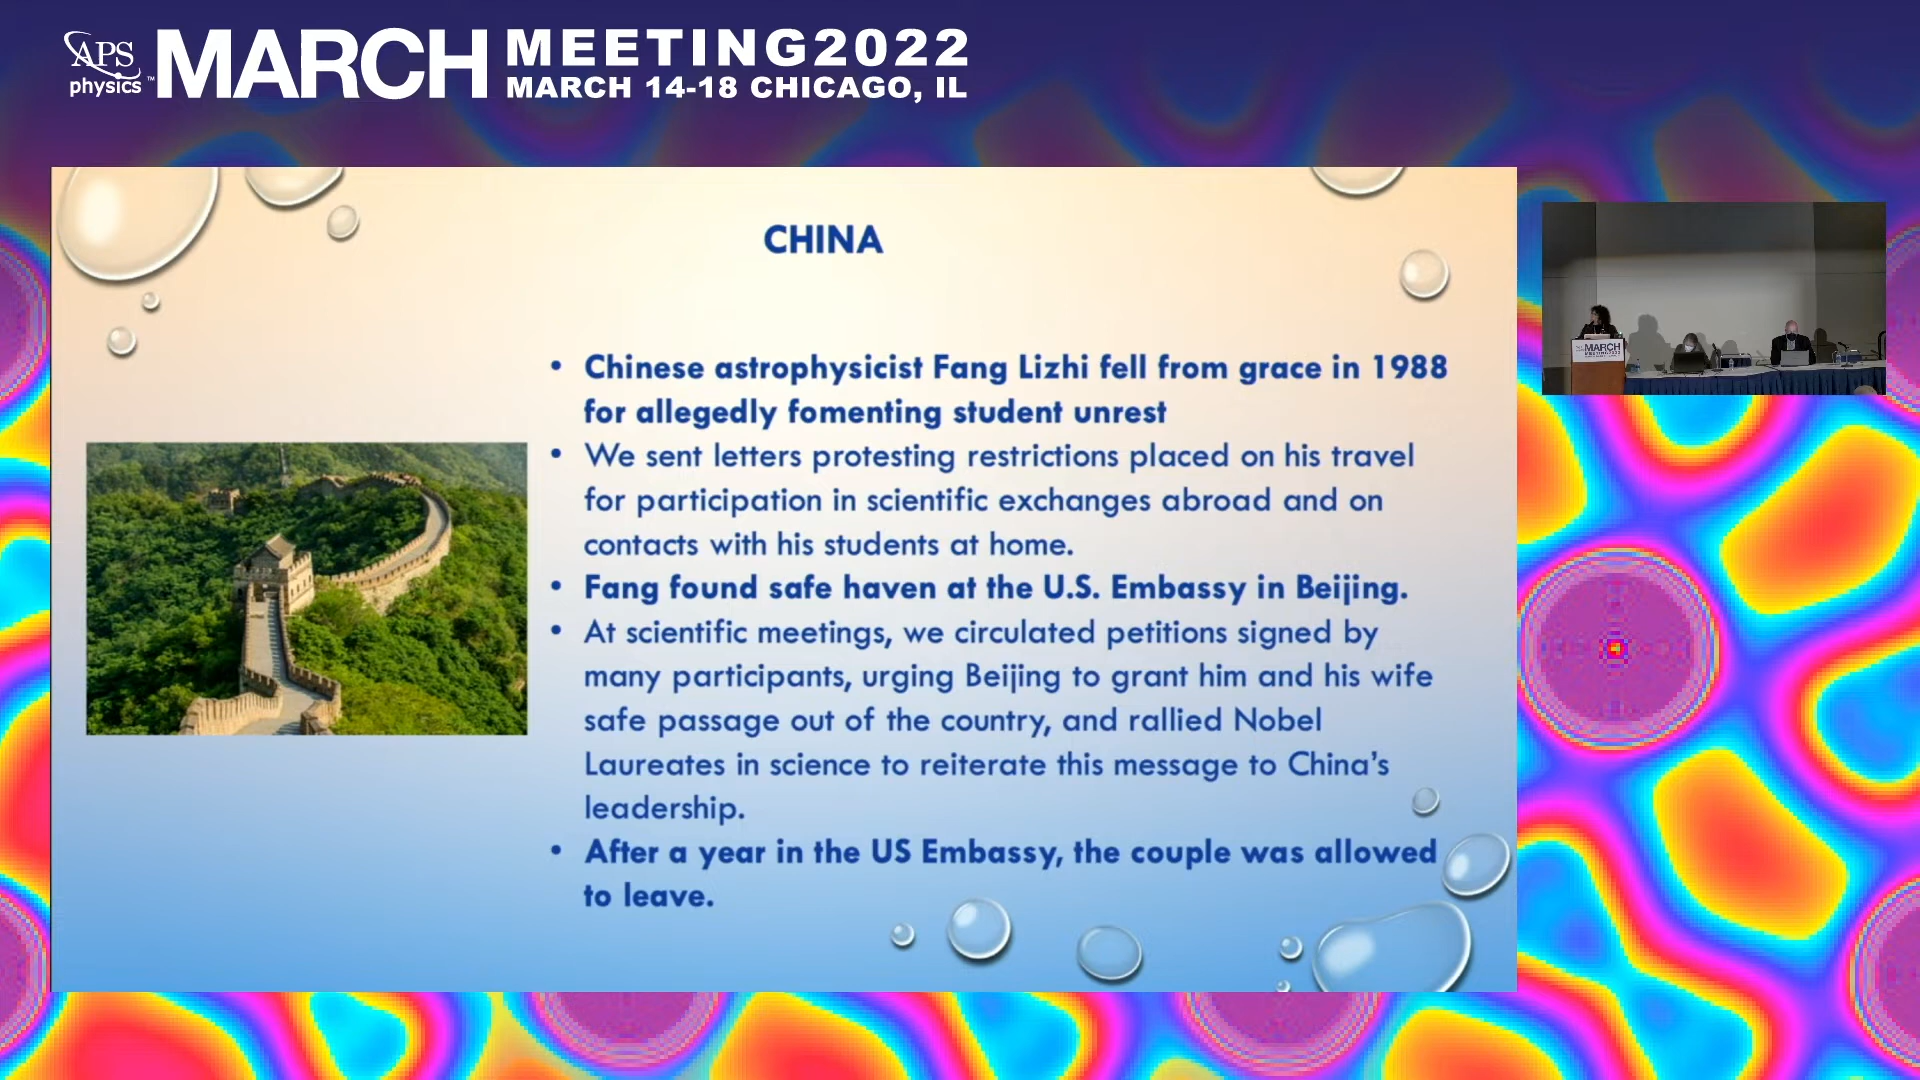 APS
physics™
MARCH
MEETING2022
MARCH 14-18 CHICAGO, IL
CHINA
• Chinese astrophysicist Fang Lizhi fell from grace in 1988
for allegedly fomenting student unrest
• We sent letters protesting restrictions placed on his travel
for participation in scientific exchanges abroad and on
contacts with his students at home.
• Fang found safe haven at the U.S. Embassy in Beijing.
• At scientific meetings, we circulated petitions signed by
many participants, urging Beijing to grant him and his wife
safe passage out of the country, and rallied Nobel
Laureates in science to reiterate this message to China's
leadership.
• After a year in the US Embassy, the couple was allowed
to leave.
MARCH
MEETING2022